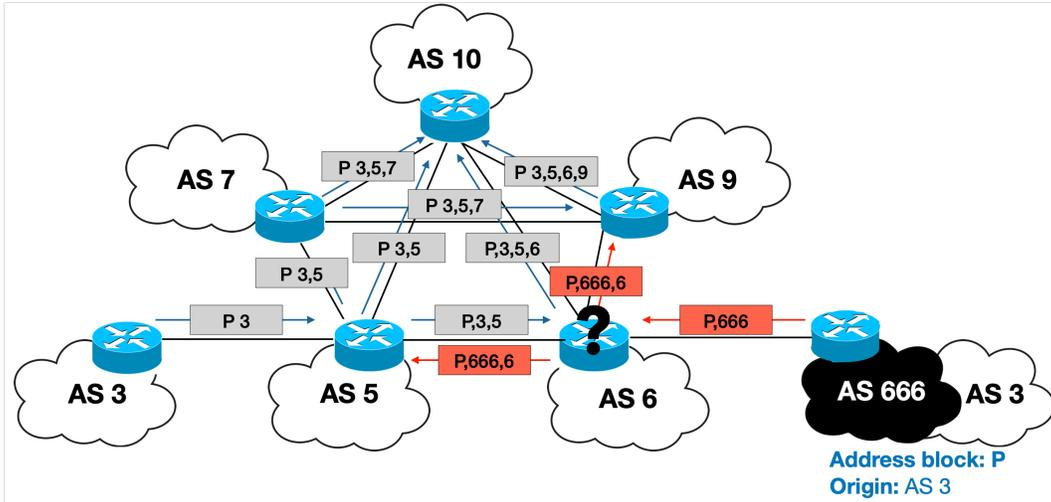 AS 10
P 3,5,7
P 3,5,6,9
AS 7
AS 9
P 3,5,7
P 3,5
P,3,5,6
P 3,5
P,666,6
P 3
P,3,5
?
P,666
P,666,6
AS 3
AS 5
AS 6
AS 666
AS 3
Address block: P
Origin: AS 3